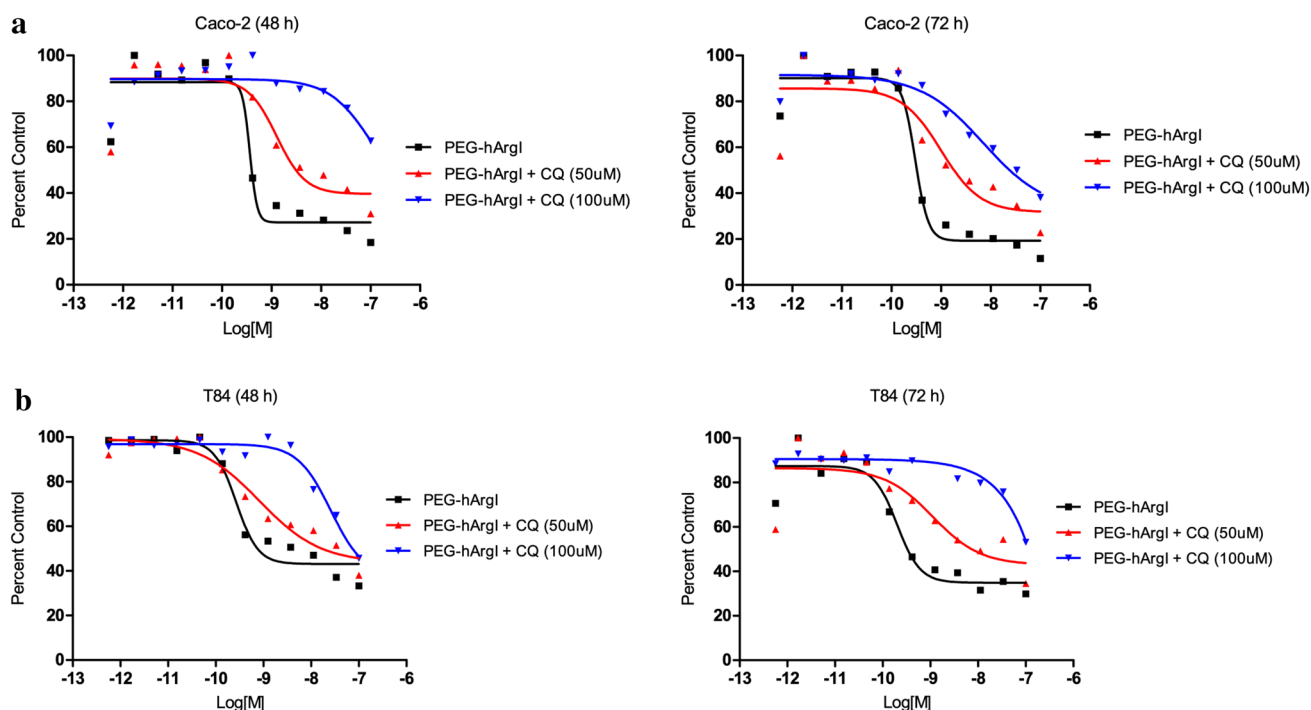 a
Caco-2 (48 h)
100
80
60
40
20
0
Percent Control
-13 -12 -11 -10 -9 -8 -7 -6
Log[M]
PEG-hArgI
PEG-hArgI + CQ (50uM)
PEG-hArgI + CQ (100uM)
Caco-2 (72 h)
100
80
60
40
20
0
Percent Control
-13 -12 -11 -10 -9 -8 -7 -6
Log[M]
PEG-hArgI
PEG-hArgI + CQ (50uM)
PEG-hArgI + CQ (100uM)
b
T84 (48 h)
100
80
60
40
20
0
Percent Control
-13 -12 -11 -10 -9 -8 -7 -6
Log[M]
PEG-hArgI
PEG-hArgI + CQ (50uM)
PEG-hArgI + CQ (100uM)
T84 (72 h)
100
80
60
40
20
0
Percent Control
-13 -12 -11 -10 -9 -8 -7 -6
Log[M]
PEG-hArgI
PEG-hArgI + CQ (50uM)
PEG-hArgI + CQ (100uM)